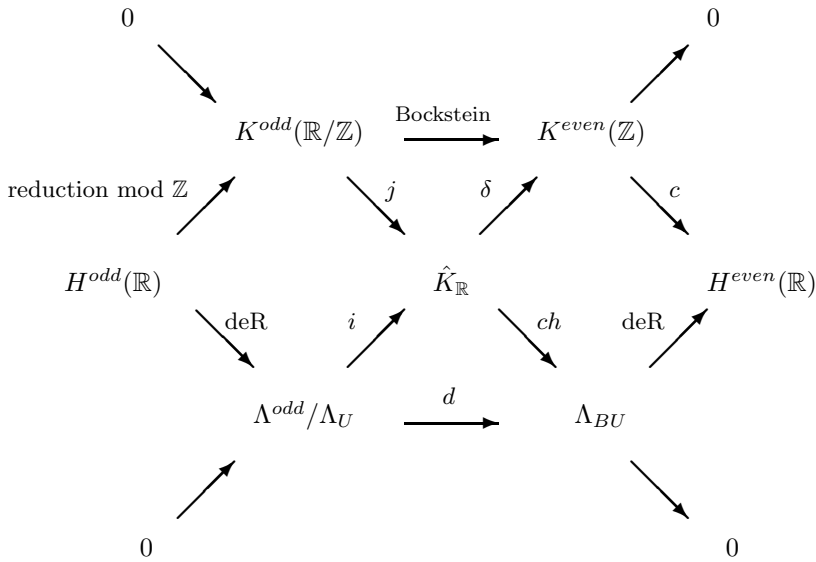 0 0
Bockstein
K^{odd}(ℝ/ℤ) K^{even}(ℤ)
reduction mod ℤ j δ c
H^{odd}(ℝ) K̂_ℝ H^{even}(ℝ)
deR i ch deR
d
Λ^{odd}/Λ_U Λ_{BU}
0 0